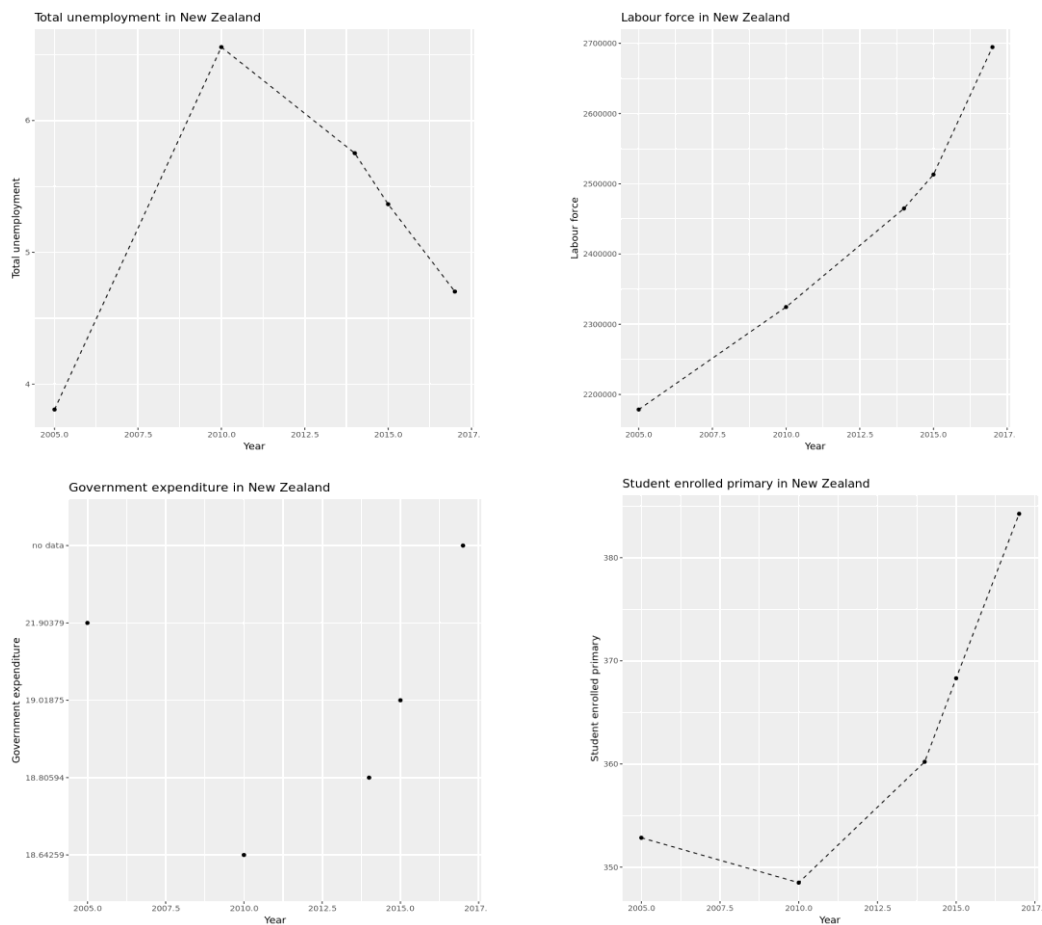 Total unemployment in New Zealand
6
5
4
Total unemployment
2005.0 2007.5 2010.0 2012.5 2015.0 2017.
Year
Labour force in New Zealand
2700000
2600000
2500000
2400000
2300000
2200000
Labour force
2005.0 2007.5 2010.0 2012.5 2015.0 2017.
Year
Government expenditure in New Zealand
no data
21.90379
19.01875
18.80594
18.64259
Government expenditure
2005.0 2007.5 2010.0 2012.5 2015.0 2017.
Year
Student enrolled primary in New Zealand
380
370
360
350
Student enrolled primary
2005.0 2007.5 2010.0 2012.5 2015.0 2017.
Year